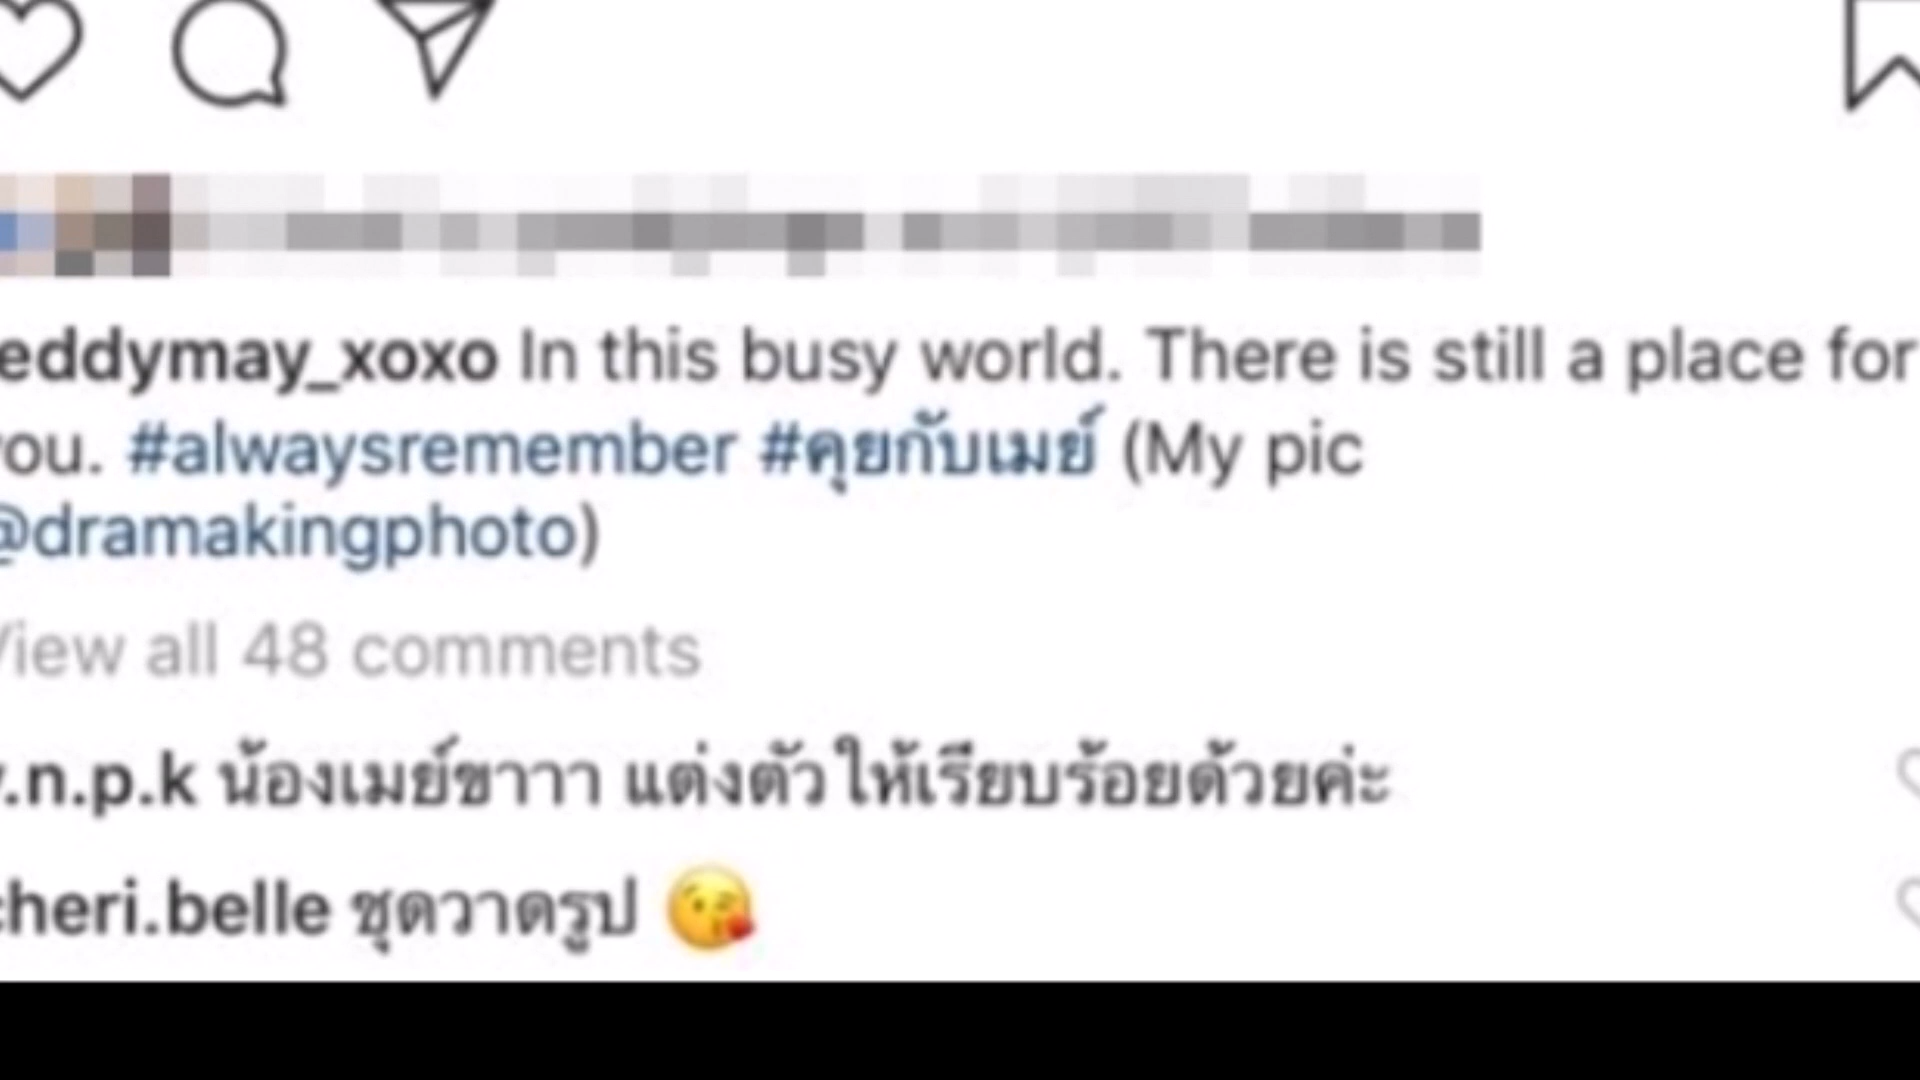 eddymay_xoxo In this busy world. There is still a place for
you. #alwaysremember #คุยกับเมย์ (My pic
@dramakingphoto)
View all 48 comments
.n.p.k น้องเมย์ขาาา แต่งตัวให้เรียบร้อยด้วยค่ะ
cheri.belle ชุดวาดรูป 😘